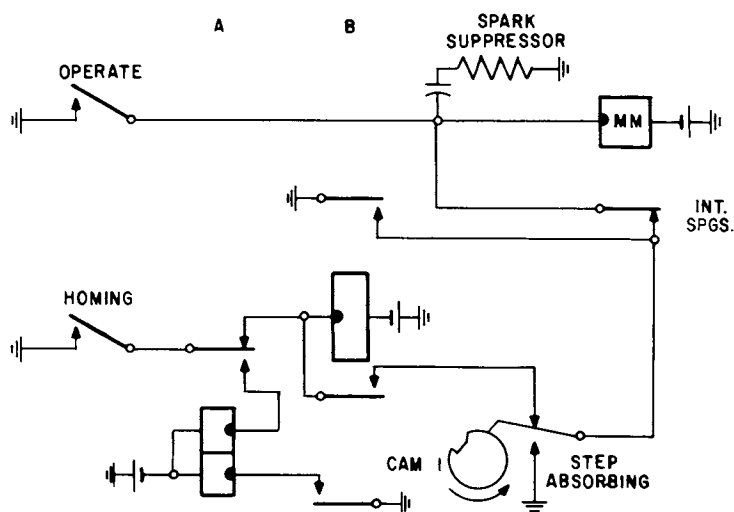 A B
SPARK
SUPPRESSOR
OPERATE
MM
INT.
SPGS.
HOMING
CAM 1
STEP
ABSORBING